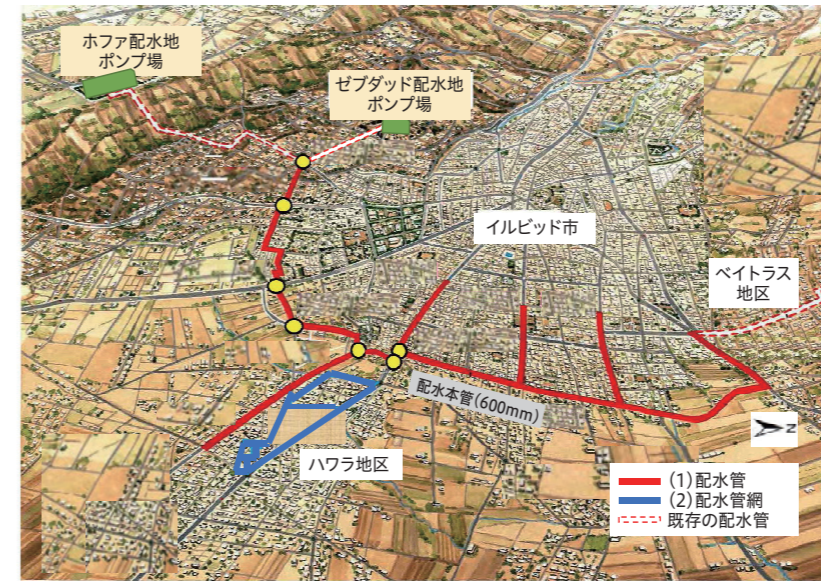 ホファ配水地
ポンプ場
ゼブダッド配水地
ポンプ場
イルビッド市
ベイトラス
地区
配水本管(600mm)
ハワラ地区
N
(1)配水管
(2)配水管網
既存の配水管